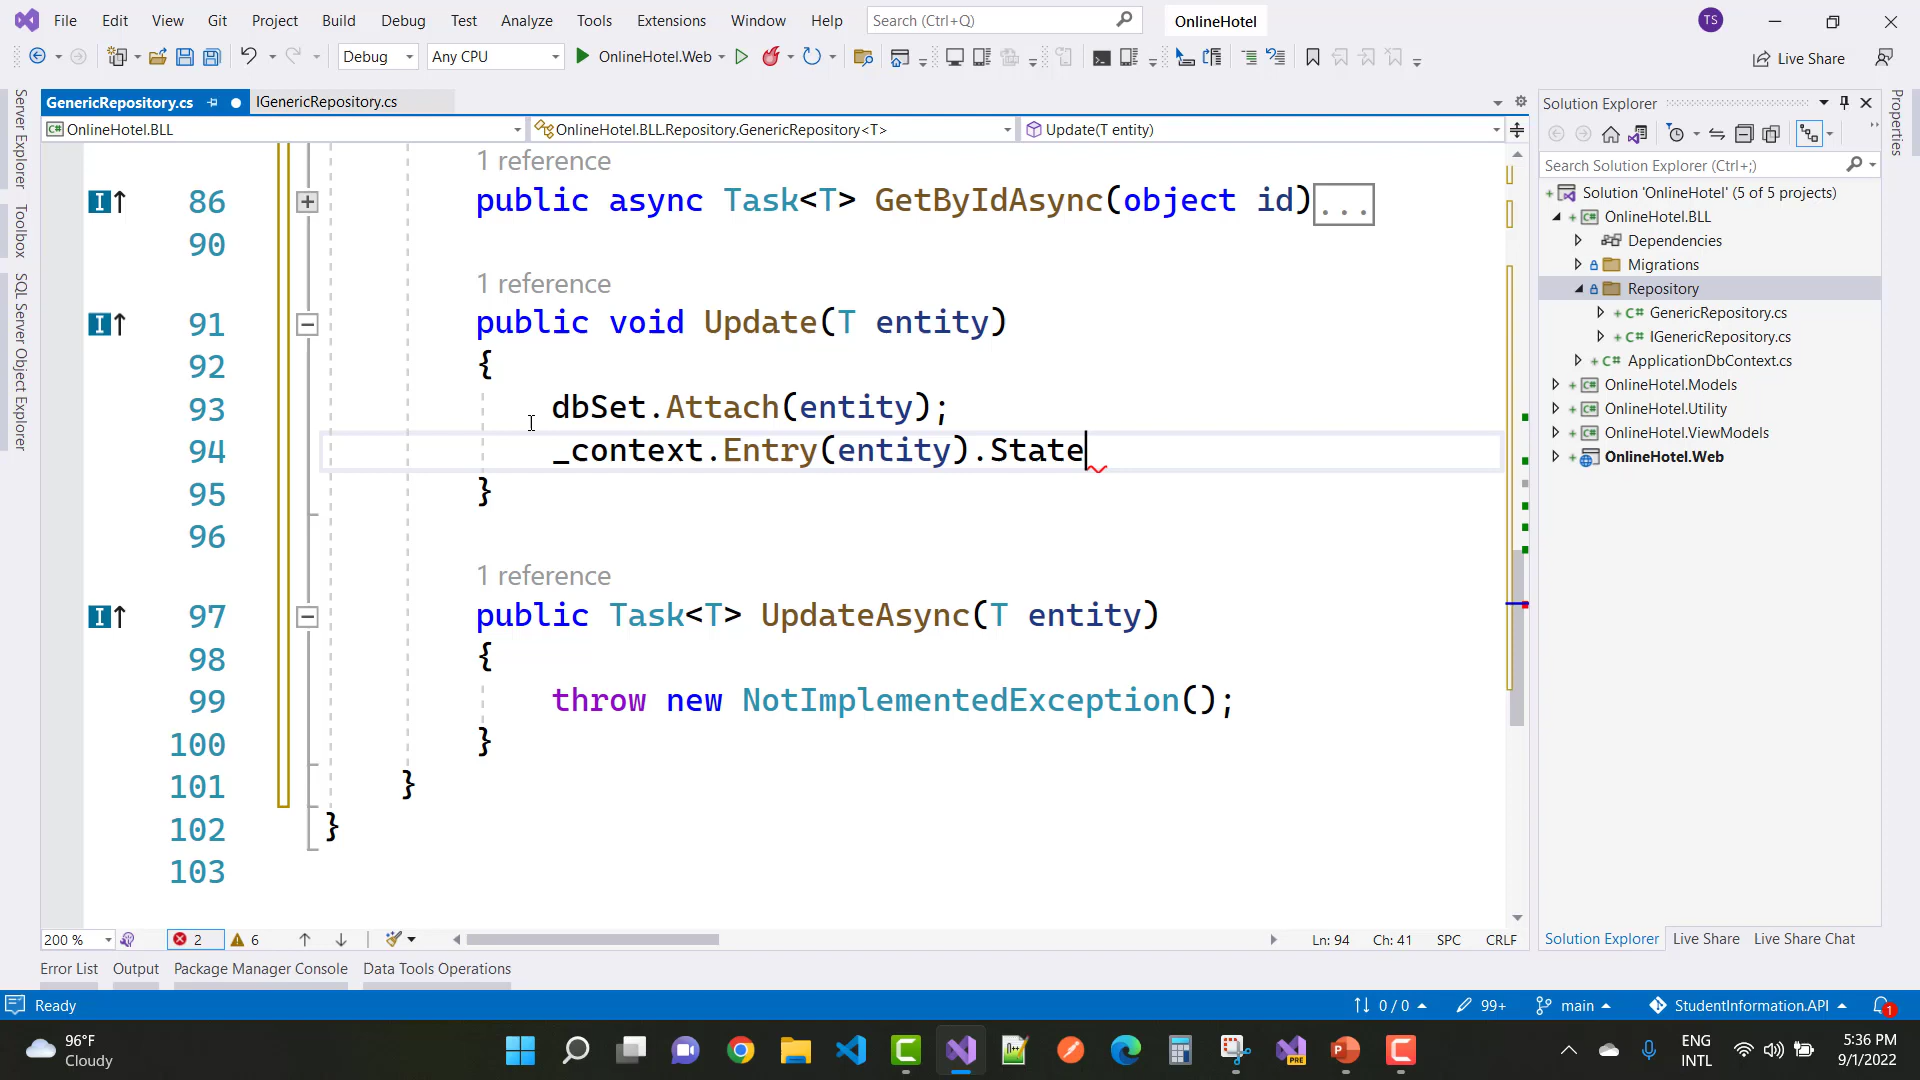 File Edit View Git Project Build Debug Test Analyze Tools Extensions Window Help Search (Ctrl+Q) OnlineHotel TS
Debug Any CPU OnlineHotel.Web Live Share
GenericRepository.cs IGenericRepository.cs
OnlineHotel.BLL OnlineHotel.BLL.Repository.GenericRepository<T> Update(T entity)
1 reference
86 public async Task<T> GetByIdAsync(object id)...
90
1 reference
91 public void Update(T entity)
92 {
93 dbSet.Attach(entity);
94 _context.Entry(entity).State
95 }
96
1 reference
97 public Task<T> UpdateAsync(T entity)
98 {
99 throw new NotImplementedException();
100 }
101 }
102 }
103
200 % 2 6 Ln: 94 Ch: 41 SPC CRLF
Error List Output Package Manager Console Data Tools Operations
Server Explorer
Toolbox
SQL Server Object Explorer
Solution Explorer
Search Solution Explorer (Ctrl+;)
Solution 'OnlineHotel' (5 of 5 projects)
OnlineHotel.BLL
Dependencies
Migrations
Repository
GenericRepository.cs
IGenericRepository.cs
ApplicationDbContext.cs
OnlineHotel.Models
OnlineHotel.Utility
OnlineHotel.ViewModels
OnlineHotel.Web
Solution Explorer Live Share Live Share Chat
Properties
Ready 0 / 0 99+ main StudentInformation.API 1
96°F
Cloudy
PRE
ENG
INTL
5:36 PM
9/1/2022